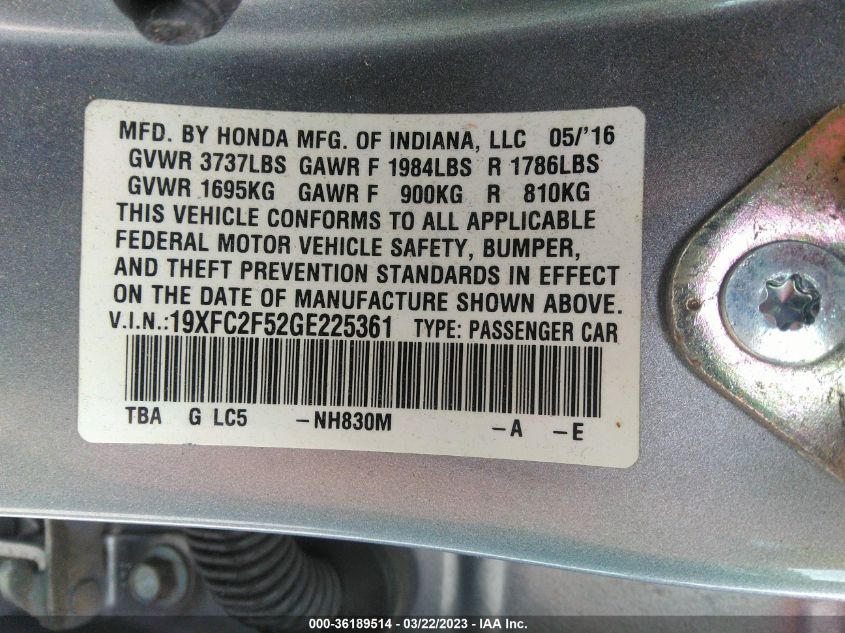 MFD. BY HONDA MFG. OF INDIANA, LLC 05/'16
GVWR 3737LBS GAWR F 1984LBS R 1786LBS
GVWR 1695KG GAWR F 900KG R 810KG
THIS VEHICLE CONFORMS TO ALL APPLICABLE
FEDERAL MOTOR VEHICLE SAFETY, BUMPER,
AND THEFT PREVENTION STANDARDS IN EFFECT
ON THE DATE OF MANUFACTURE SHOWN ABOVE.
V.I.N.:19XFC2F52GE225361 TYPE: PASSENGER CAR
TBA G LC5 -NH830M -A -E
000-36189514 - 03/22/2023 - © IAA Inc.